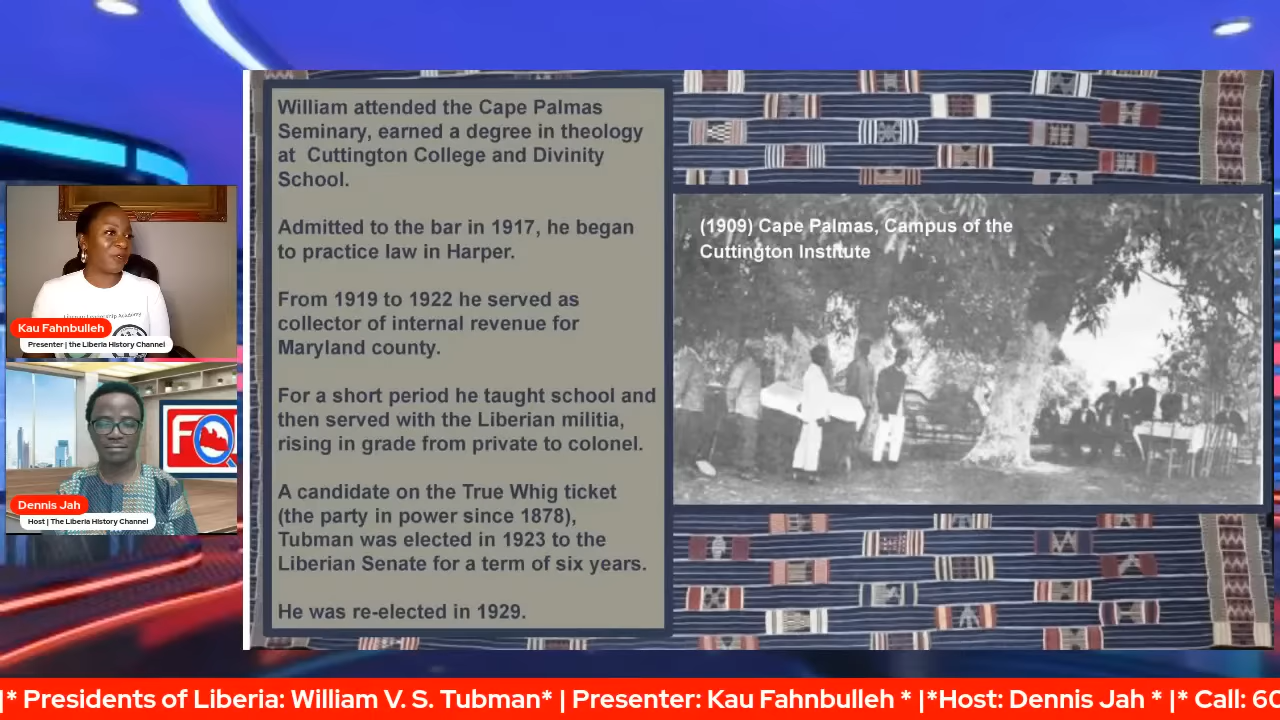 William attended the Cape Palmas
Seminary, earned a degree in theology
at Cuttington College and Divinity
School.
Admitted to the bar in 1917, he began
to practice law in Harper.
From 1919 to 1922 he served as
collector of internal revenue for
Maryland county.
For a short period he taught school and
then served with the Liberian militia,
rising in grade from private to colonel.
A candidate on the True Whig ticket
(the party in power since 1878),
Tubman was elected in 1923 to the
Liberian Senate for a term of six years.
He was re-elected in 1929.
(1909) Cape Palmas, Campus of the
Cuttington Institute
Kau Fahnbulleh
Presenter | the Liberia History Channel
Dennis Jah
Host | The Liberia History Channel
|* Presidents of Liberia: William V. S. Tubman* | Presenter: Kau Fahnbulleh * |*Host: Dennis Jah * |* Call: 60